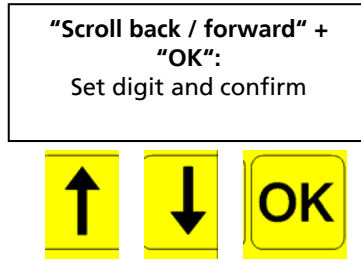 “Scroll back / forward“ +
“OK“:
Set digit and confirm
OK